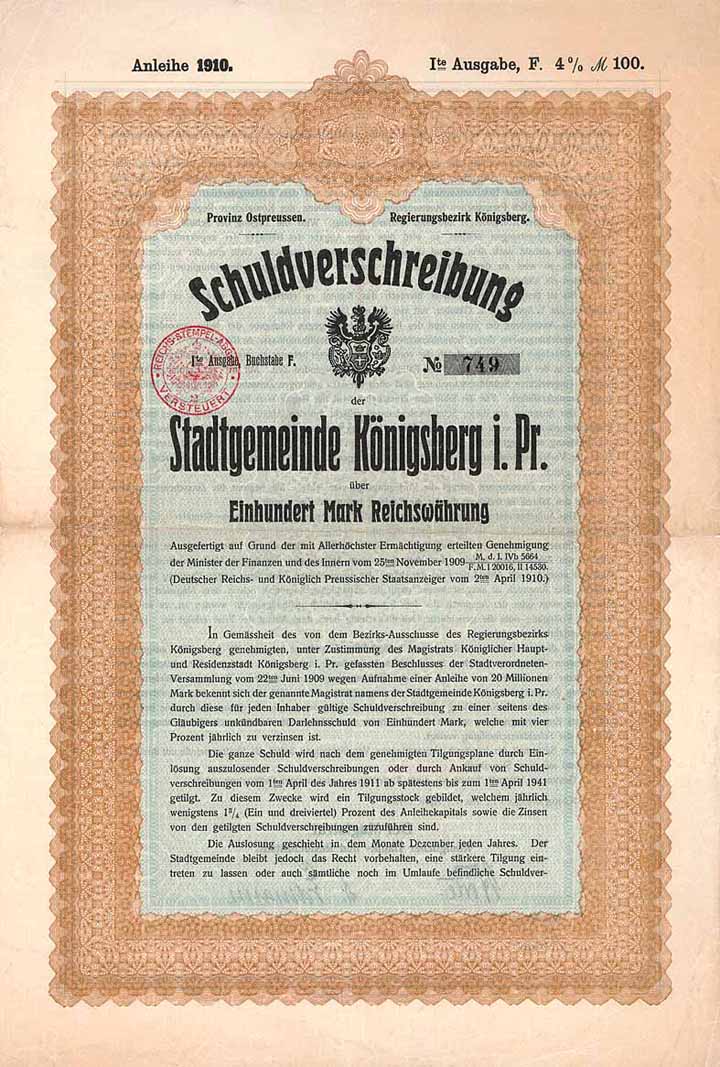 Anleihe 1910.
Ite Ausgabe, F. 4% ℳ 100.
Provinz Ostpreussen.
Regierungsbezirk Königsberg.
Schuldverschreibung
REICHS-STEMPEL-ABGABE
VERSTEUERT
Ite Ausgabe, Buchstabe F.
№ 749
der
Stadtgemeinde Königsberg i. Pr.
über
Einhundert Mark Reichswährung
Ausgefertigt auf Grund der mit Allerhöchster Ermächtigung erteilten Genehmigung
der Minister der Finanzen und des Innern vom 25ten November 1909 M. d. I. IVb 5664 / F. M. I 20016, II 14530.
(Deutscher Reichs- und Königlich Preussischer Staatsanzeiger vom 2ten April 1910.)
In Gemässheit des von dem Bezirks-Ausschusse des Regierungsbezirks
Königsberg genehmigten, unter Zustimmung des Magistrats Königlicher Haupt-
und Residenzstadt Königsberg i. Pr. gefassten Beschlusses der Stadtverordneten-
Versammlung vom 22ten Juni 1909 wegen Aufnahme einer Anleihe von 20 Millionen
Mark bekennt sich der genannte Magistrat namens der Stadtgemeinde Königsberg i. Pr.
durch diese für jeden Inhaber gültige Schuldverschreibung zu einer seitens des
Gläubigers unkündbaren Darlehnsschuld von Einhundert Mark, welche mit vier
Prozent jährlich zu verzinsen ist.
Die ganze Schuld wird nach dem genehmigten Tilgungsplane durch Ein-
lösung auszulosender Schuldverschreibungen oder durch Ankauf von Schuld-
verschreibungen vom 1ten April des Jahres 1911 ab spätestens bis zum 1ten April 1941
getilgt. Zu diesem Zwecke wird ein Tilgungsstock gebildet, welchem jährlich
wenigstens 1¾ (Ein und dreiviertel) Prozent des Anleihekapitals sowie die Zinsen
von den getilgten Schuldverschreibungen zuzuführen sind.
Die Auslosung geschieht in dem Monate Dezember jeden Jahres. Der
Stadtgemeinde bleibt jedoch das Recht vorbehalten, eine stärkere Tilgung ein-
treten zu lassen oder auch sämtliche noch im Umlaufe befindliche Schuldver-